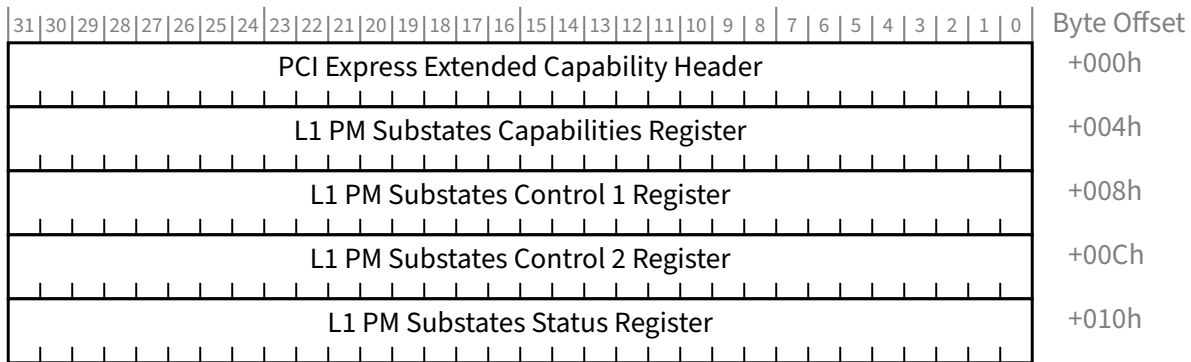 31 30 29 28 27 26 25 24 23 22 21 20 19 18 17 16 15 14 13 12 11 10 9 8 7 6 5 4 3 2 1 0 Byte Offset
PCI Express Extended Capability Header +000h
L1 PM Substates Capabilities Register +004h
L1 PM Substates Control 1 Register +008h
L1 PM Substates Control 2 Register +00Ch
L1 PM Substates Status Register +010h